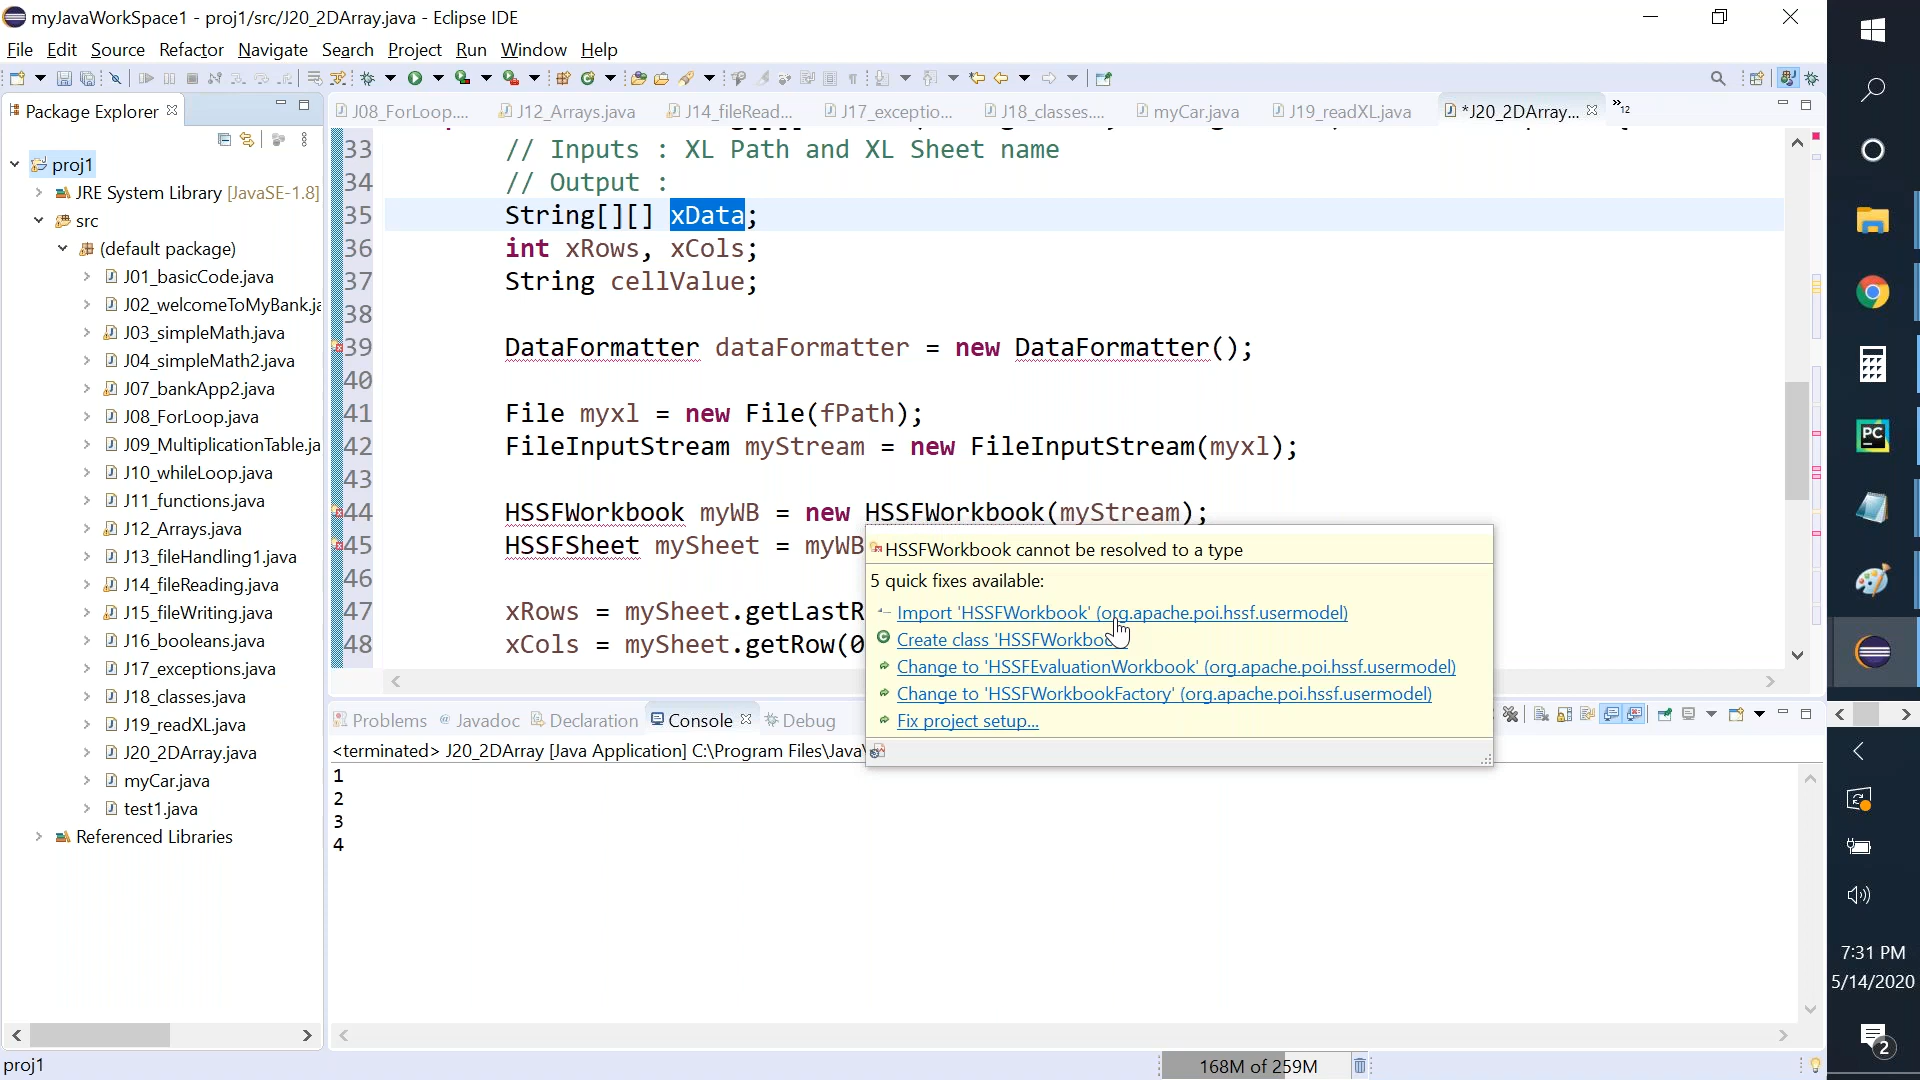 myJavaWorkSpace1 - proj1/src/J20_2DArray.java - Eclipse IDE
File Edit Source Refactor Navigate Search Project Run Window Help
Package Explorer
J08_ForLoop.... J12_Arrays.java J14_fileRead... J17_exceptio... J18_classes.... myCar.java J19_readXL.java *J20_2DArray... »12
proj1
JRE System Library [JavaSE-1.8]
src
(default package)
J01_basicCode.java
J02_welcomeToMyBank.ja
J03_simpleMath.java
J04_simpleMath2.java
J07_bankApp2.java
J08_ForLoop.java
J09_MultiplicationTable.ja
J10_whileLoop.java
J11_functions.java
J12_Arrays.java
J13_fileHandling1.java
J14_fileReading.java
J15_fileWriting.java
J16_booleans.java
J17_exceptions.java
J18_classes.java
J19_readXL.java
J20_2DArray.java
myCar.java
test1.java
Referenced Libraries
33 // Inputs : XL Path and XL Sheet name
34 // Output :
35 String[][] xData;
36 int xRows, xCols;
37 String cellValue;
38
39 DataFormatter dataFormatter = new DataFormatter();
40
41 File myxl = new File(fPath);
42 FileInputStream myStream = new FileInputStream(myxl);
43
44 HSSFWorkbook myWB = new HSSFWorkbook(myStream);
45 HSSFSheet mySheet = myWB
46
47 xRows = mySheet.getLastR
48 xCols = mySheet.getRow(0
HSSFWorkbook cannot be resolved to a type
5 quick fixes available:
Import 'HSSFWorkbook' (org.apache.poi.hssf.usermodel)
Create class 'HSSFWorkboo
Change to 'HSSFEvaluationWorkbook' (org.apache.poi.hssf.usermodel)
Change to 'HSSFWorkbookFactory' (org.apache.poi.hssf.usermodel)
Fix project setup...
Problems @ Javadoc Declaration Console Debug
<terminated> J20_2DArray [Java Application] C:\Program Files\Java\
1
2
3
4
proj1
168M of 259M
PC
7:31 PM
5/14/2020
2